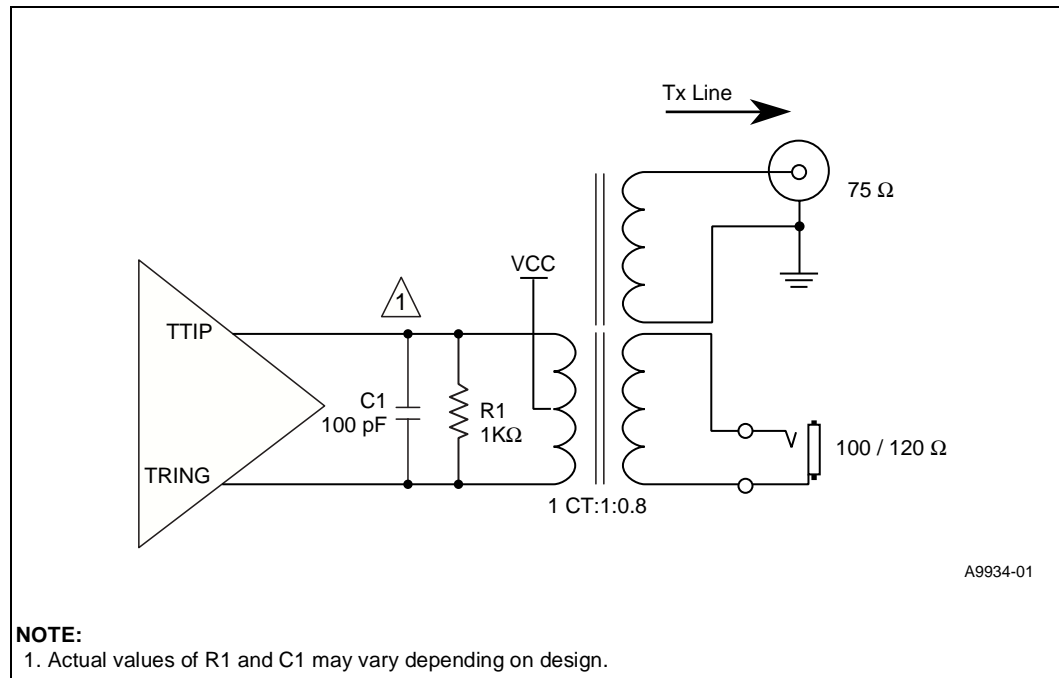 Tx Line
75 Ω
VCC
1
TTIP
C1
100 pF
R1
1KΩ
100 / 120 Ω
TRING
1 CT:1:0.8
A9934-01
NOTE:
1. Actual values of R1 and C1 may vary depending on design.